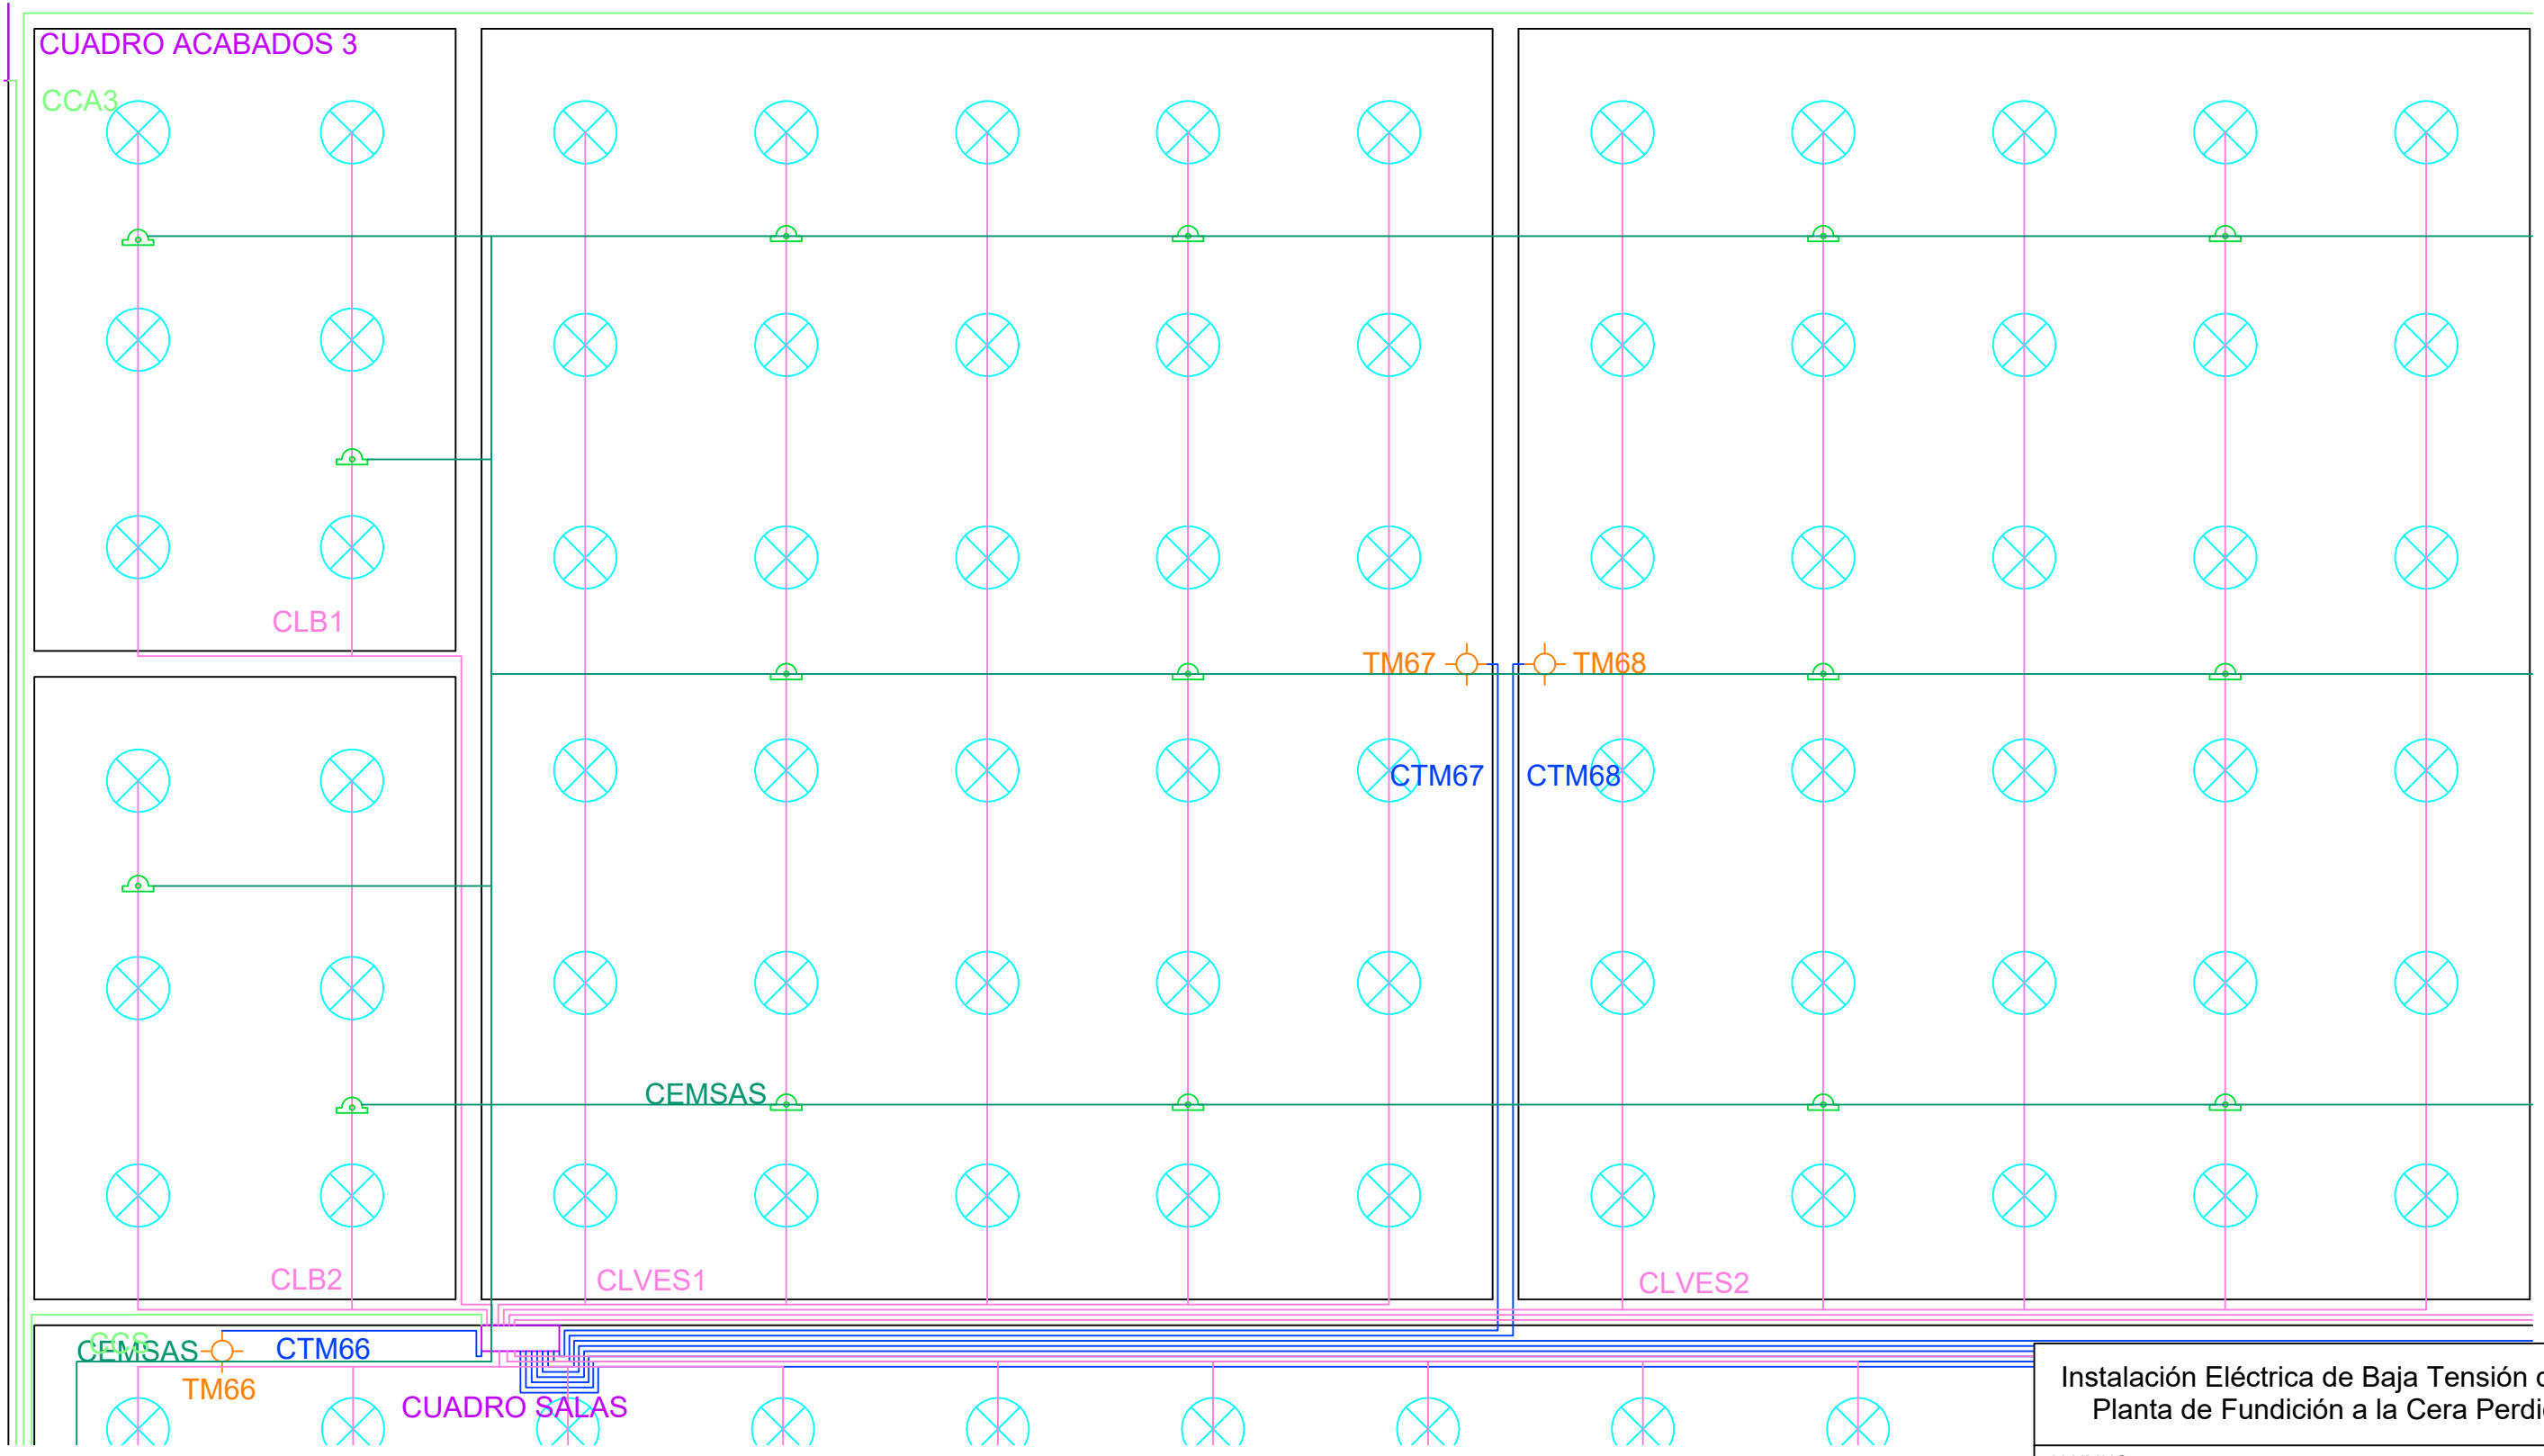 CUADRO ACABADOS 3
CCA3
CLB1
TM67
TM68
CTM67
CTM68
CEMSAS
CLB2
CLVES1
CLVES2
CCS
CEMSAS
CTM66
TM66
CUADRO SALAS
Instalación Eléctrica de Baja Tensión
Planta de Fundición a la Cera